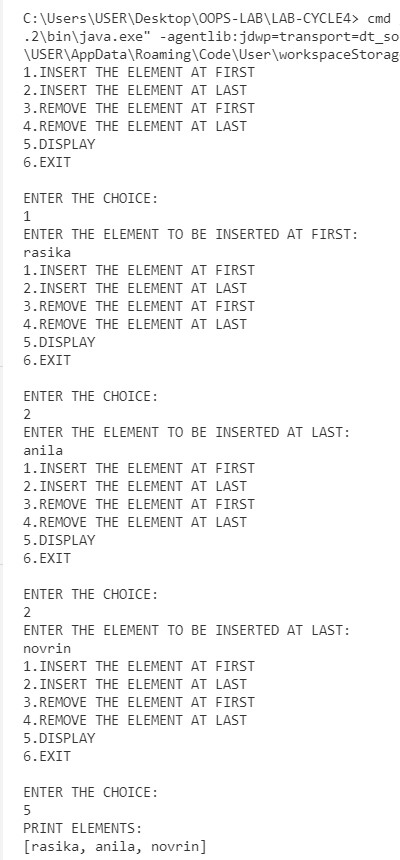 C:\Users\USER\Desktop\OOPS-LAB\LAB-CYCLE4> cmd
.2\bin\java.exe" -agentlib:jdwp=transport=dt_so
\USER\AppData\Roaming\Code\User\workspaceStorag
1.INSERT THE ELEMENT AT FIRST
2.INSERT THE ELEMENT AT LAST
3.REMOVE THE ELEMENT AT FIRST
4.REMOVE THE ELEMENT AT LAST
5.DISPLAY
6.EXIT
ENTER THE CHOICE:
1
ENTER THE ELEMENT TO BE INSERTED AT FIRST:
rasika
1.INSERT THE ELEMENT AT FIRST
2.INSERT THE ELEMENT AT LAST
3.REMOVE THE ELEMENT AT FIRST
4.REMOVE THE ELEMENT AT LAST
5.DISPLAY
6.EXIT
ENTER THE CHOICE:
2
ENTER THE ELEMENT TO BE INSERTED AT LAST:
anila
1.INSERT THE ELEMENT AT FIRST
2.INSERT THE ELEMENT AT LAST
3.REMOVE THE ELEMENT AT FIRST
4.REMOVE THE ELEMENT AT LAST
5.DISPLAY
6.EXIT
ENTER THE CHOICE:
2
ENTER THE ELEMENT TO BE INSERTED AT LAST:
novrin
1.INSERT THE ELEMENT AT FIRST
2.INSERT THE ELEMENT AT LAST
3.REMOVE THE ELEMENT AT FIRST
4.REMOVE THE ELEMENT AT LAST
5.DISPLAY
6.EXIT
ENTER THE CHOICE:
5
PRINT ELEMENTS:
[rasika, anila, novrin]